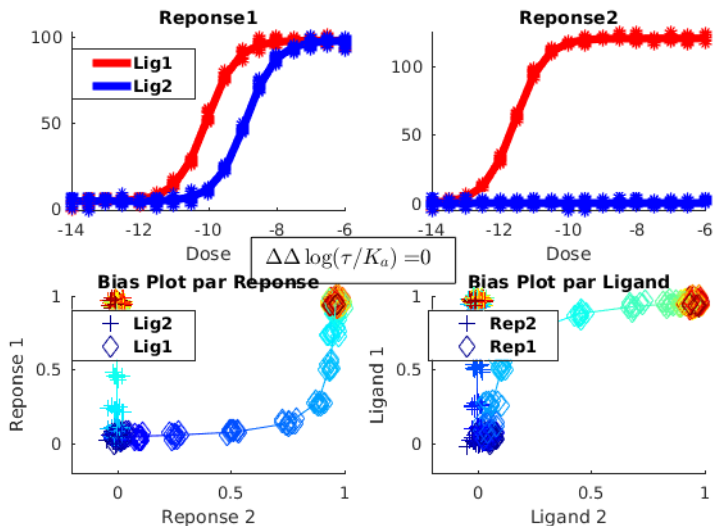 Reponse1
Reponse2
100
50
0
Lig1
Lig2
-14
-12
-10
-8
-6
Dose
100
50
0
-14
-12
-10
-8
-6
Dose
ΔΔlog(τ/K_a)=0
Bias Plot par Reponse
Bias Plot par Ligand
1
0.5
0
Reponse 1
Lig2
Lig1
0
0.5
1
Reponse 2
1
0.5
0
Ligand 1
Rep2
Rep1
0
0.5
1
Ligand 2